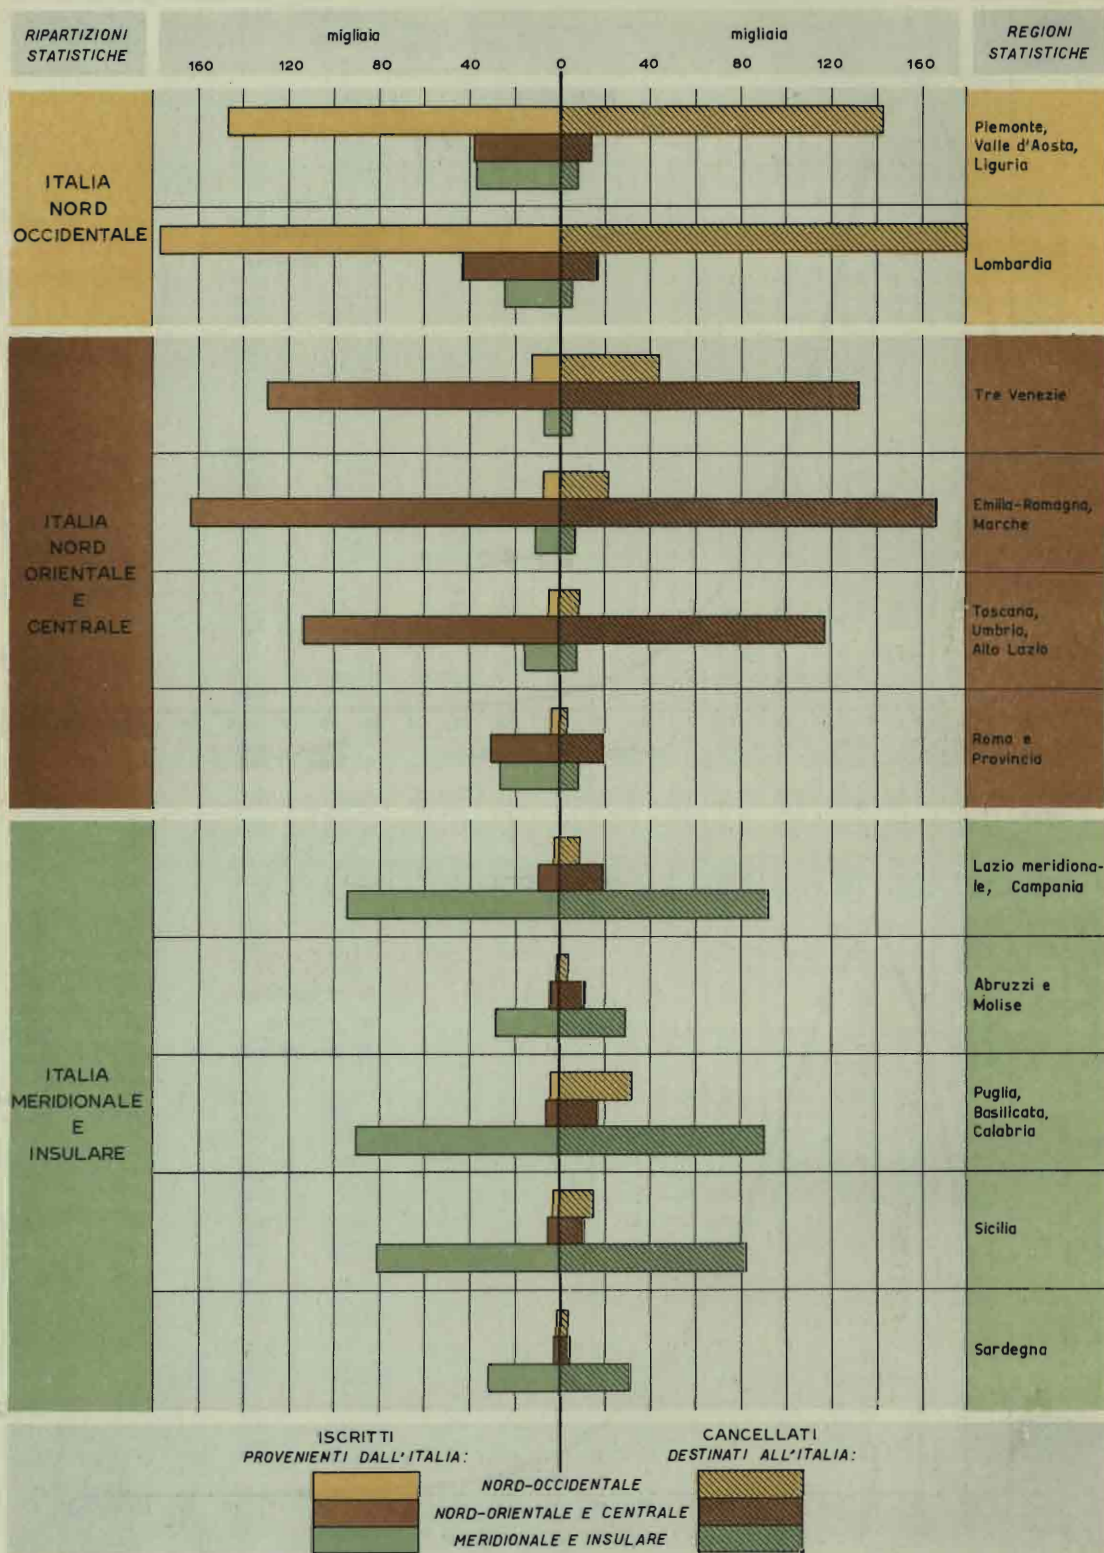 RIPARTIZIONI
STATISTICHE
migliaia
migliaia
REGIONI
STATISTICHE
160 120 80 40 0 40 80 120 160
ITALIA
NORD
OCCIDENTALE
Piemonte,
Valle d'Aosta,
Liguria
Lombardia
ITALIA
NORD
ORIENTALE
E
CENTRALE
Tre Venezie
Emilia-Romagna,
Marche
Toscana,
Umbria,
Alto Lazio
Roma e
Provincia
ITALIA
MERIDIONALE
E
INSULARE
Lazio meridiona-
le, Campania
Abruzzi e
Molise
Puglia,
Basilicata,
Calabria
Sicilia
Sardegna
ISCRITTI
PROVENIENTI DALL'ITALIA:
CANCELLATI
DESTINATI ALL'ITALIA:
NORD-OCCIDENTALE
NORD-ORIENTALE E CENTRALE
MERIDIONALE E INSULARE